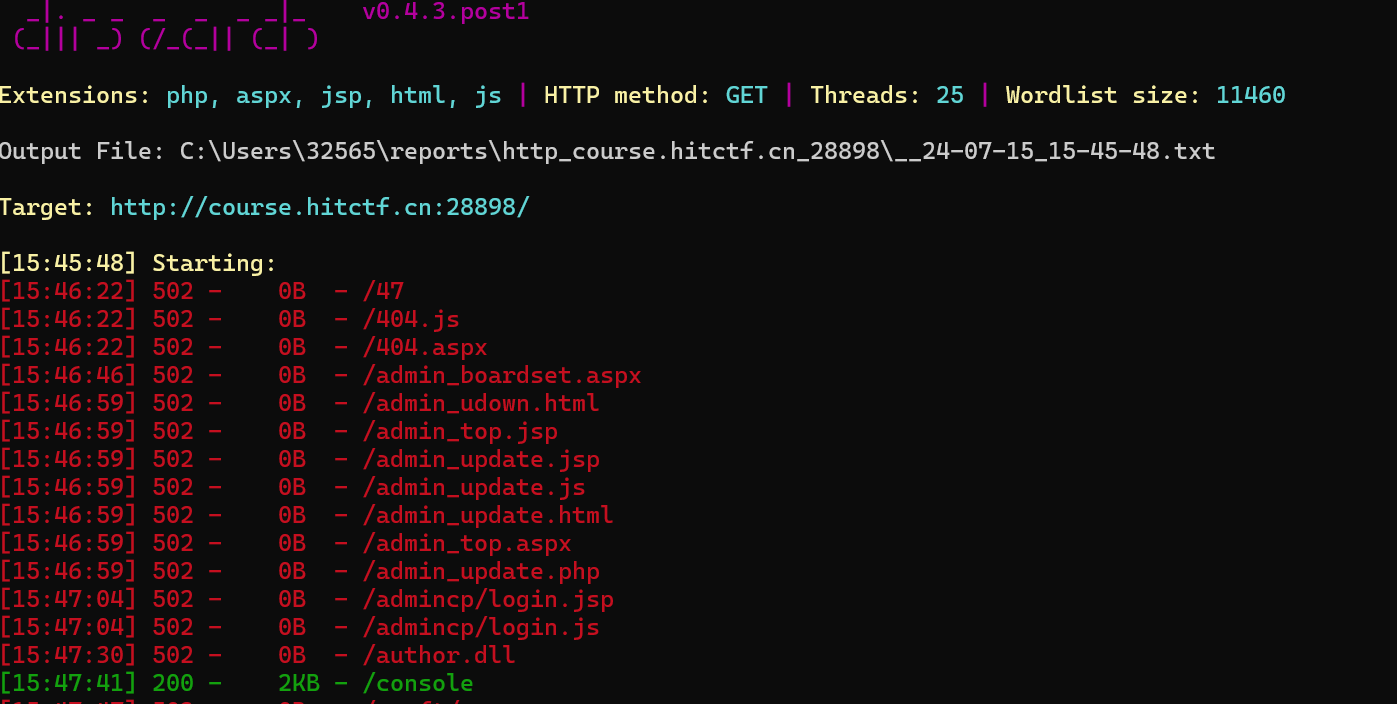 _|. _ _  _  _  _ _|_    v0.4.3.post1
(_||| _) (/_(_|| (_| )
Extensions: php, aspx, jsp, html, js | HTTP method: GET | Threads: 25 | Wordlist size: 11460
Output File: C:\Users\32565\reports\http_course.hitctf.cn_28898\__24-07-15_15-45-48.txt
Target: http://course.hitctf.cn:28898/
[15:45:48] Starting:
[15:46:22] 502 -    0B  - /47
[15:46:22] 502 -    0B  - /404.js
[15:46:22] 502 -    0B  - /404.aspx
[15:46:46] 502 -    0B  - /admin_boardset.aspx
[15:46:59] 502 -    0B  - /admin_udown.html
[15:46:59] 502 -    0B  - /admin_top.jsp
[15:46:59] 502 -    0B  - /admin_update.jsp
[15:46:59] 502 -    0B  - /admin_update.js
[15:46:59] 502 -    0B  - /admin_update.html
[15:46:59] 502 -    0B  - /admin_top.aspx
[15:46:59] 502 -    0B  - /admin_update.php
[15:47:04] 502 -    0B  - /admincp/login.jsp
[15:47:04] 502 -    0B  - /admincp/login.js
[15:47:30] 502 -    0B  - /author.dll
[15:47:41] 200 -    2KB - /console